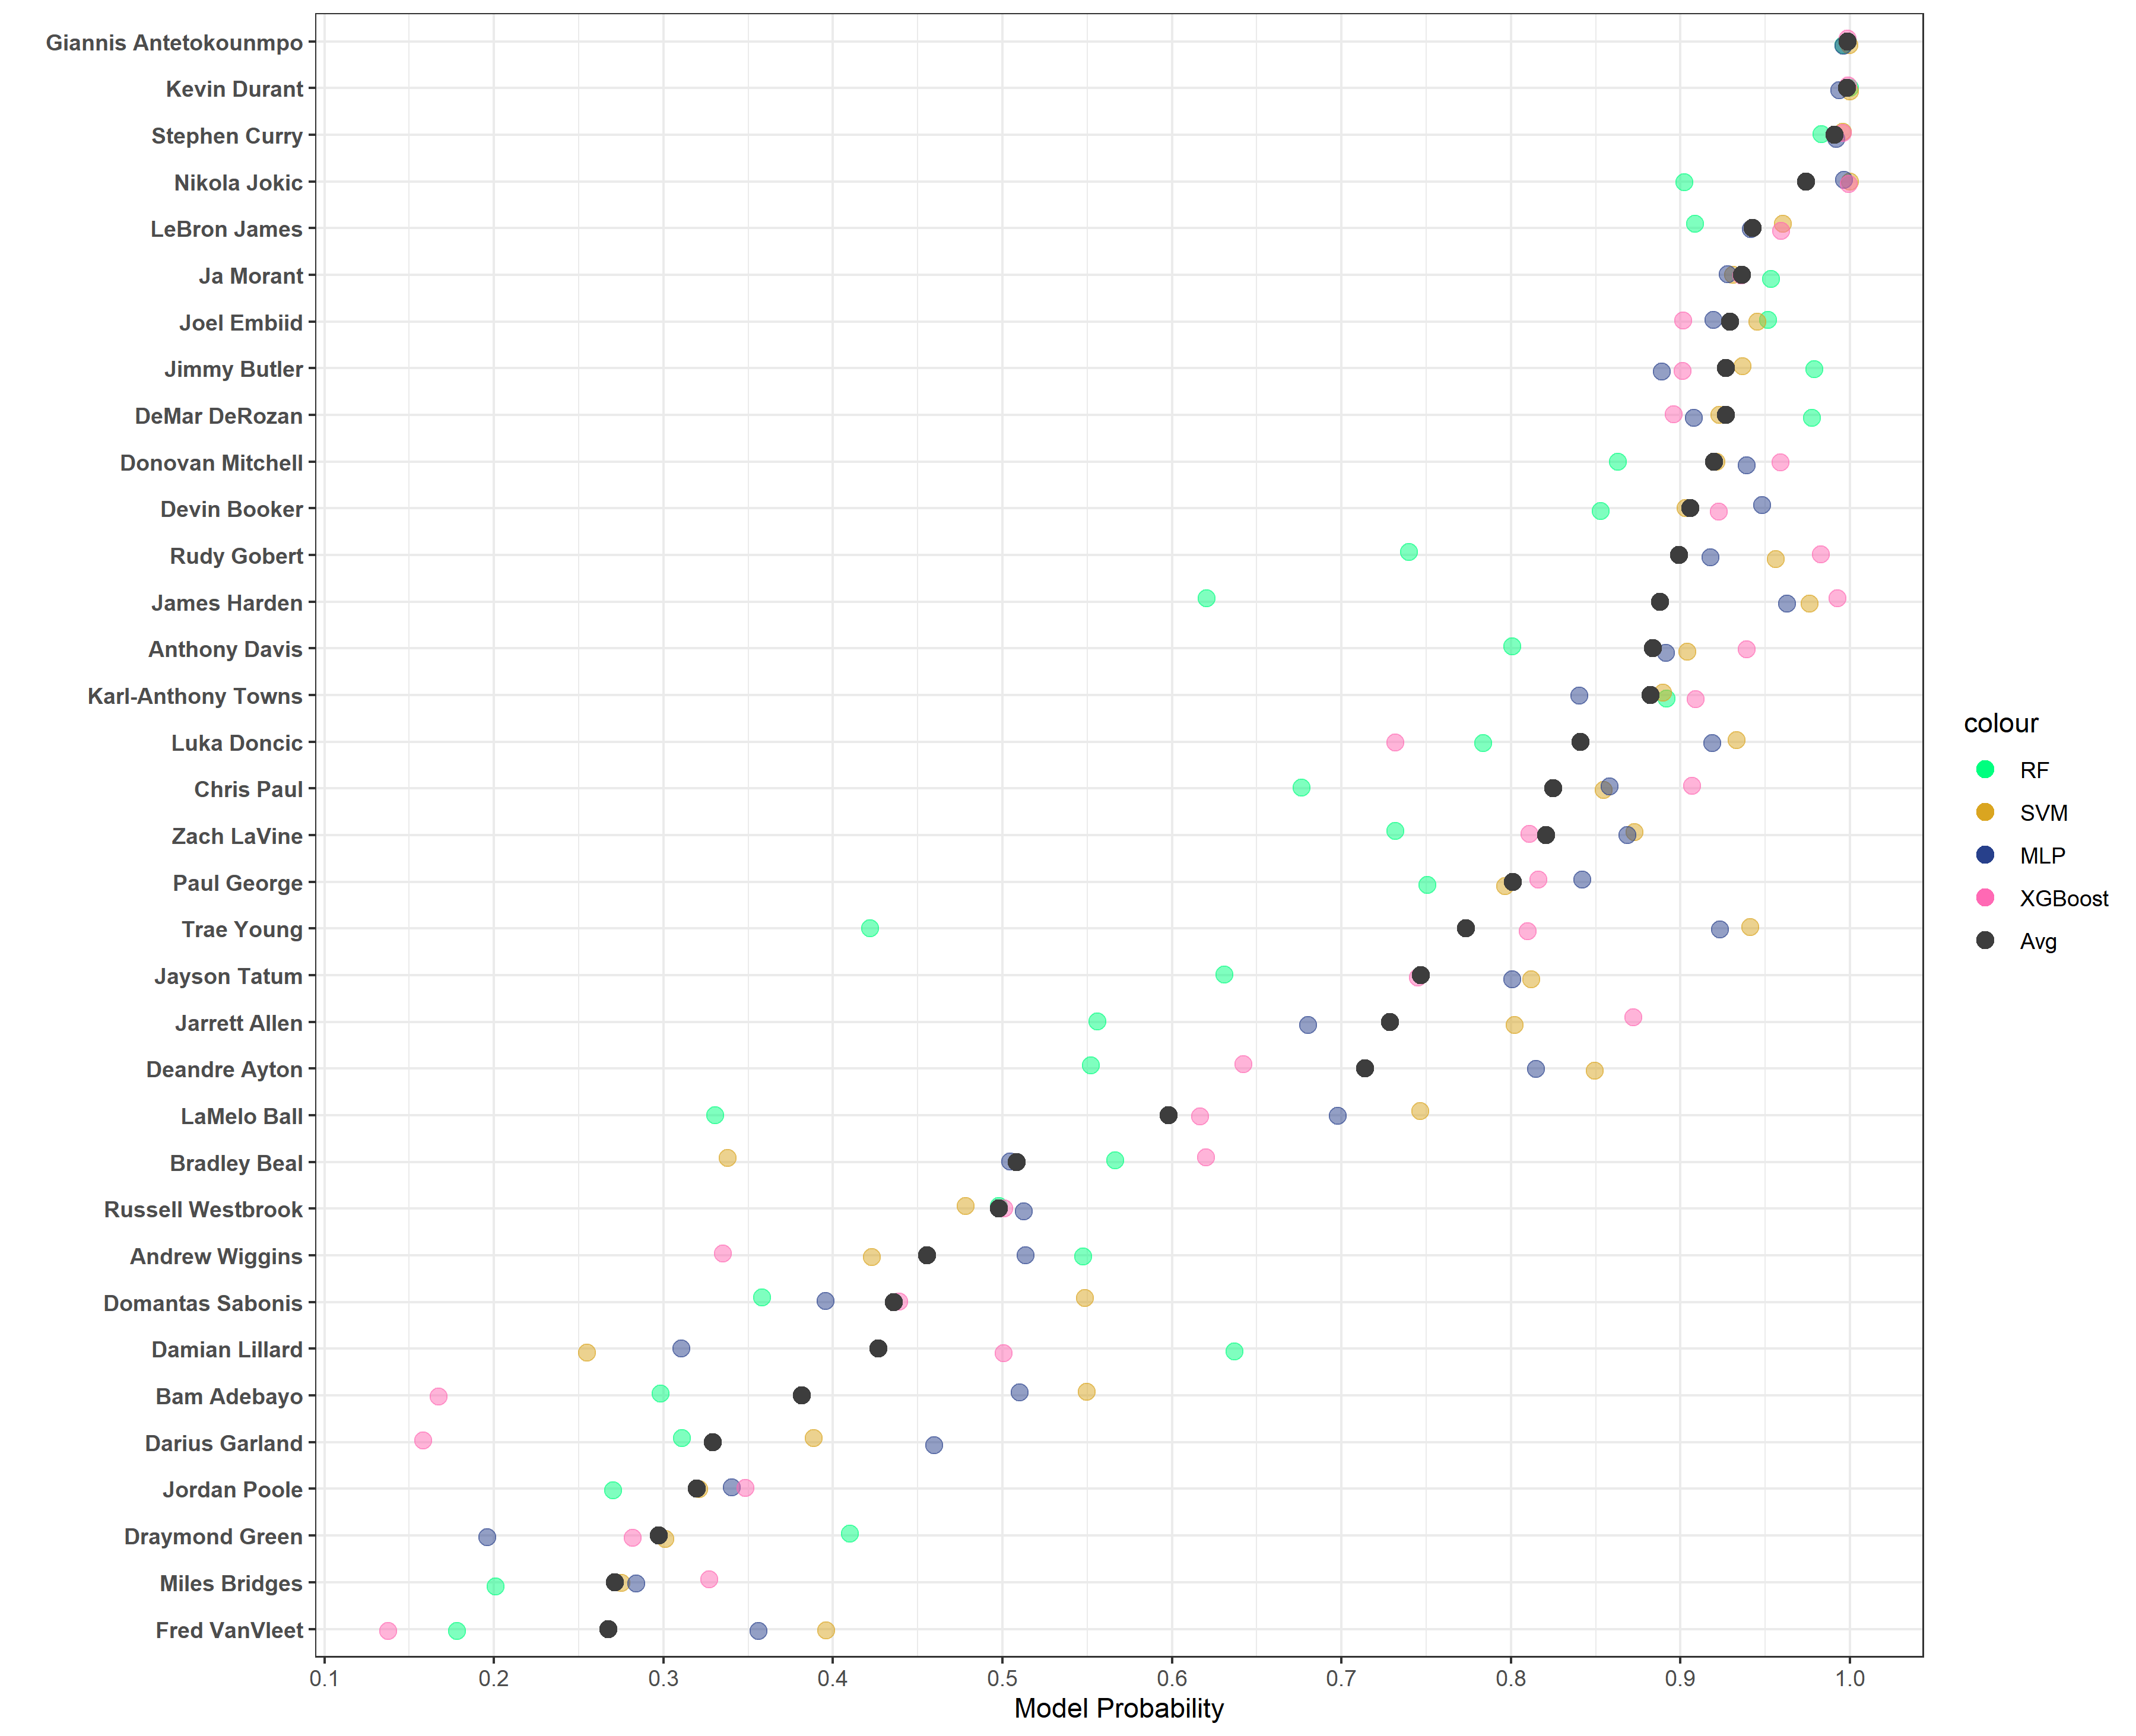 Giannis Antetokounmpo
Kevin Durant
Stephen Curry
Nikola Jokic
LeBron James
Ja Morant
Joel Embiid
Jimmy Butler
DeMar DeRozan
Donovan Mitchell
Devin Booker
Rudy Gobert
James Harden
Anthony Davis
Karl-Anthony Towns
Luka Doncic
Chris Paul
Zach LaVine
Paul George
Trae Young
Jayson Tatum
Jarrett Allen
Deandre Ayton
LaMelo Ball
Bradley Beal
Russell Westbrook
Andrew Wiggins
Domantas Sabonis
Damian Lillard
Bam Adebayo
Darius Garland
Jordan Poole
Draymond Green
Miles Bridges
Fred VanVleet
0.1 0.2 0.3 0.4 0.5 0.6 0.7 0.8 0.9 1.0
Model Probability
colour
RF
SVM
MLP
XGBoost
Avg